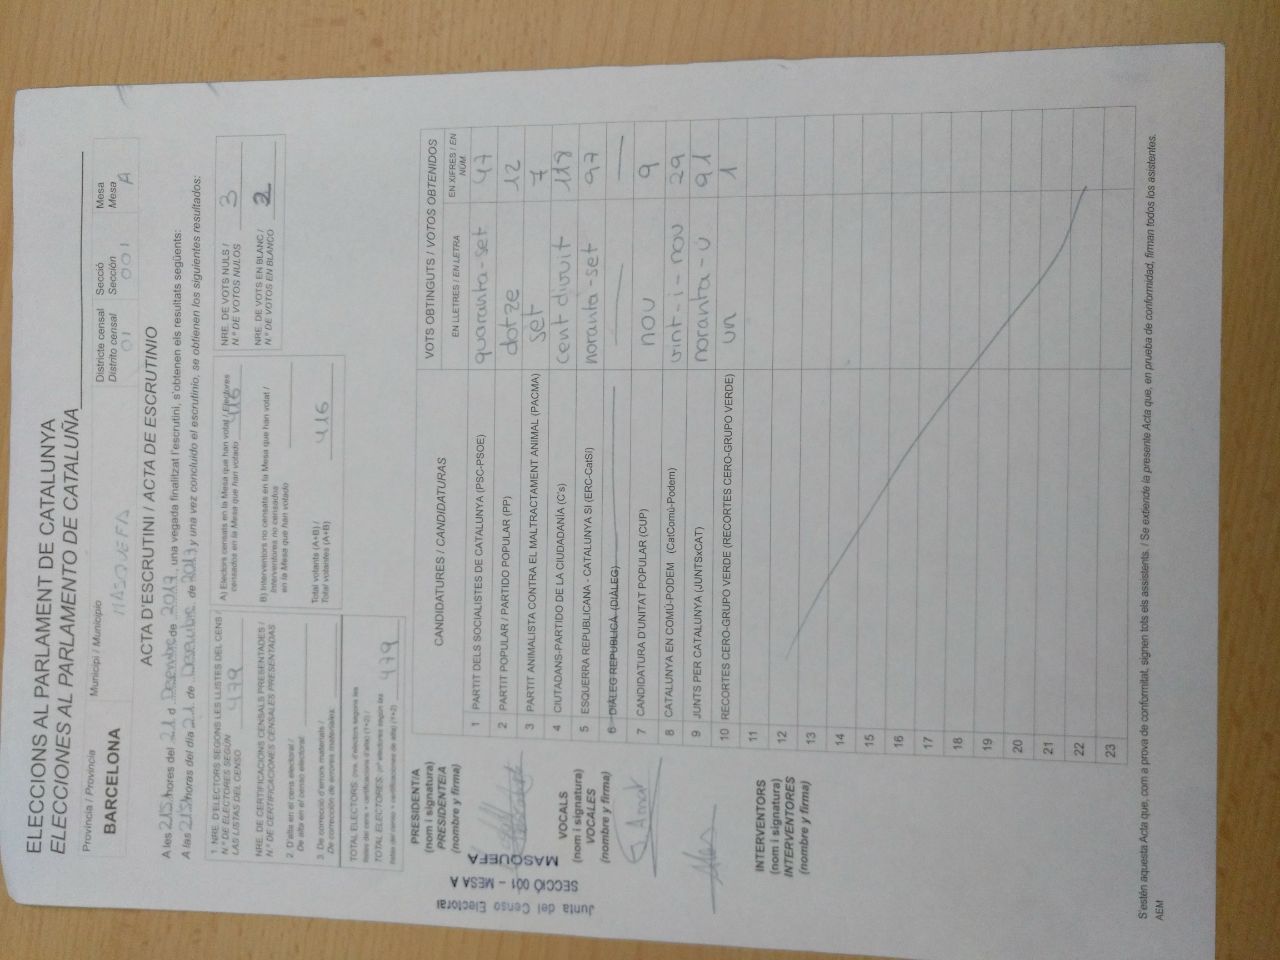 ELECCIONS AL PARLAMENT DE CATALUNYA
ELECCIONES AL PARLAMENTO DE CATALUÑA
Província / Provincia
BARCELONA
Municipi / Municipio
MASQUEFA
Districte censal
Distrito censal
01
Secció
Sección
001
Mesa
Mesa
A
ACTA D'ESCRUTINI / ACTA DE ESCRUTINIO
A les 215 hores del 21 d Desembre de 2017, una vegada finalitzat l'escrutini, s'obtenen els resultats següents:
A las 215 horas del día 21 de Desembre de 2017 y una vez concluido el escrutinio, se obtienen los siguientes resultados:
1. NRE. D'ELECTORS SEGONS LES LLISTES DEL CENS /
N.º DE ELECTORES SEGÚN
LAS LISTAS DEL CENSO 479
NRE. DE CERTIFICACIONS CENSALS PRESENTADES /
N.º DE CERTIFICACIONES CENSALES PRESENTADAS
2. D'alta en el cens electoral /
De alta en el censo electoral:
3. De correcció d'errors materials /
De corrección de errores materiales:
TOTAL ELECTORS: (nre. d'electors segons les
llistes del cens + certificacions d'alta) (1+2) /
TOTAL ELECTORES: (nº electores según las
listas del censo + certificaciones de alta) (1+2) 479
A) Electors censats en la Mesa que han votat / Electores
censados en la Mesa que han votado 416
B) Interventors no censats en la Mesa que han votat /
Interventores no censados
en la Mesa que han votado
Total votants (A+B) /
Total votantes (A+B) 416
NRE. DE VOTS NULS /
N.º DE VOTOS NULOS 3
NRE. DE VOTS EN BLANC /
N.º DE VOTOS EN BLANCO 2
PRESIDENT/A
(nom i signatura)
PRESIDENTE/A
(nombre y firma)
Junta del Censo Electoral
SECCIÓ 001 - MESA A
MASQUEFA
VOCALS
(nom i signatura)
VOCALES
(nombre y firma)
G. Amat
INTERVENTORS
(nom i signatura)
INTERVENTORES
(nombre y firma)
CANDIDATURES / CANDIDATURAS
VOTS OBTINGUTS / VOTOS OBTENIDOS
EN LLETRES / EN LETRA
EN XIFRES / EN NÚM.
1 PARTIT DELS SOCIALISTES DE CATALUNYA (PSC-PSOE) quaranta-set 47
2 PARTIT POPULAR / PARTIDO POPULAR (PP) dotze 12
3 PARTIT ANIMALISTA CONTRA EL MALTRACTAMENT ANIMAL (PACMA) sèt 7
4 CIUTADANS-PARTIDO DE LA CIUDADANÍA (C's) cent divuit 118
5 ESQUERRA REPUBLICANA - CATALUNYA SÍ (ERC-CatSí) noranta-set 97
6 DIÀLEG REPUBLICÀ (DIÀLEG)
7 CANDIDATURA D'UNITAT POPULAR (CUP) nou 9
8 CATALUNYA EN COMÚ-PODEM (CatComú-Podem) vint-i-nou 29
9 JUNTS PER CATALUNYA (JUNTSxCAT) noranta-ú 91
10 RECORTES CERO-GRUPO VERDE (RECORTES CERO-GRUPO VERDE) un 1
11
12
13
14
15
16
17
18
19
20
21
22
23
S'estén aquesta Acta que, com a prova de conformitat, signen tots els assistents. / Se extiende la presente Acta que, en prueba de conformidad, firman todos los asistentes.
AEM